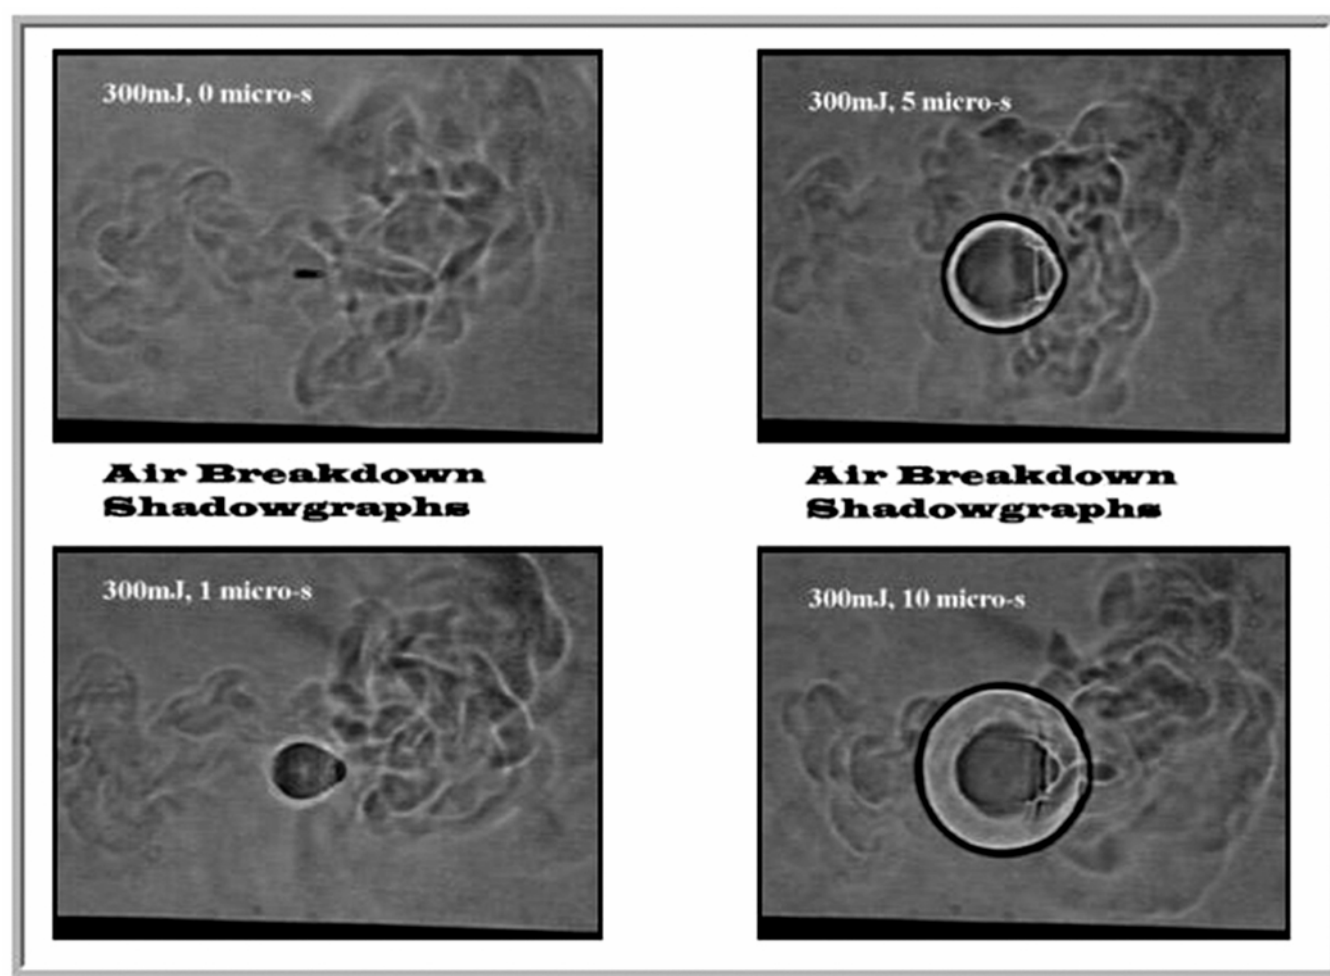 300mJ, 0 micro-s
300mJ, 5 micro-s
Air Breakdown
Shadowgraphs
Air Breakdown
Shadowgraphs
300mJ, 1 micro-s
300mJ, 10 micro-s